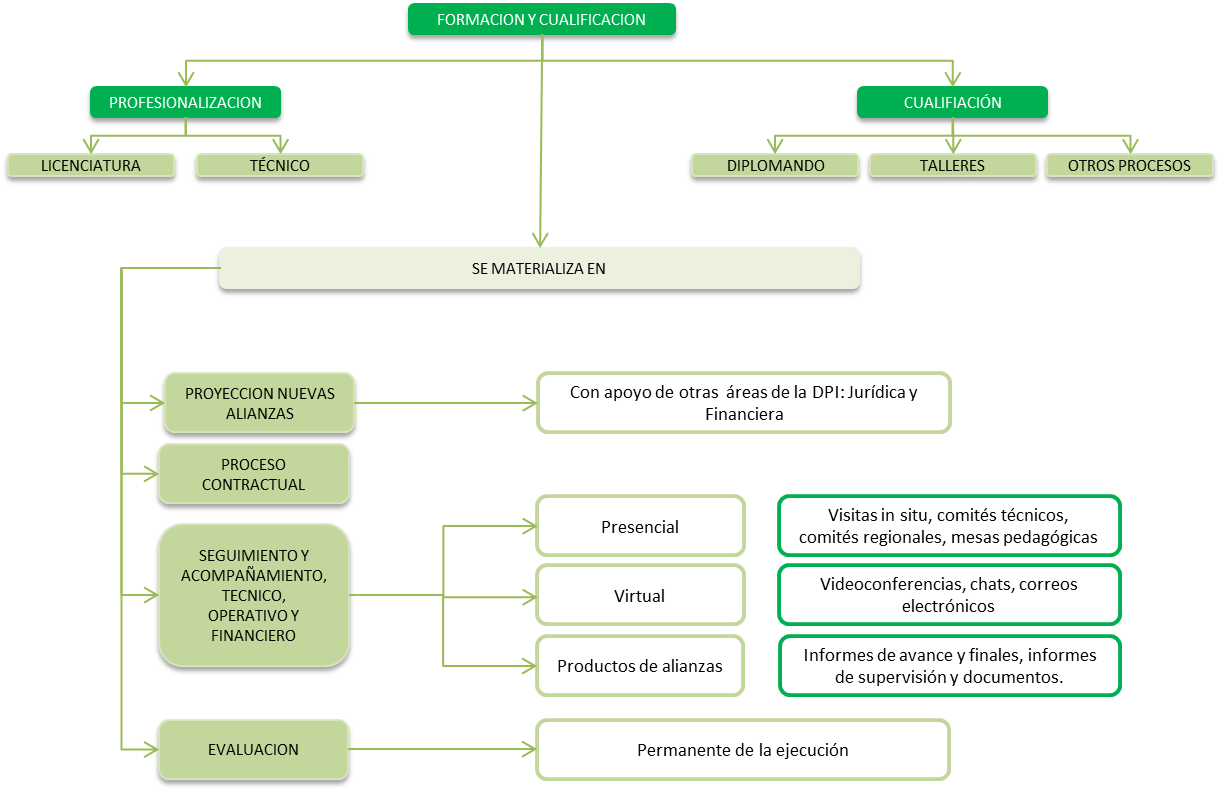 FORMACION Y CUALIFICACION
PROFESIONALIZACION
CUALIFIACIÓN
LICENCIATURA
TÉCNICO
DIPLOMANDO
TALLERES
OTROS PROCESOS
SE MATERIALIZA EN
PROYECCION NUEVAS
ALIANZAS
Con apoyo de otras áreas de la DPI: Jurídica y
Financiera
PROCESO
CONTRACTUAL
SEGUIMIENTO Y
ACOMPAÑAMIENTO,
TECNICO,
OPERATIVO Y
FINANCIERO
Presencial
Visitas in situ, comités técnicos,
comités regionales, mesas pedagógicas
Virtual
Videoconferencias, chats, correos
electrónicos
Productos de alianzas
Informes de avance y finales, informes
de supervisión y documentos.
EVALUACION
Permanente de la ejecución